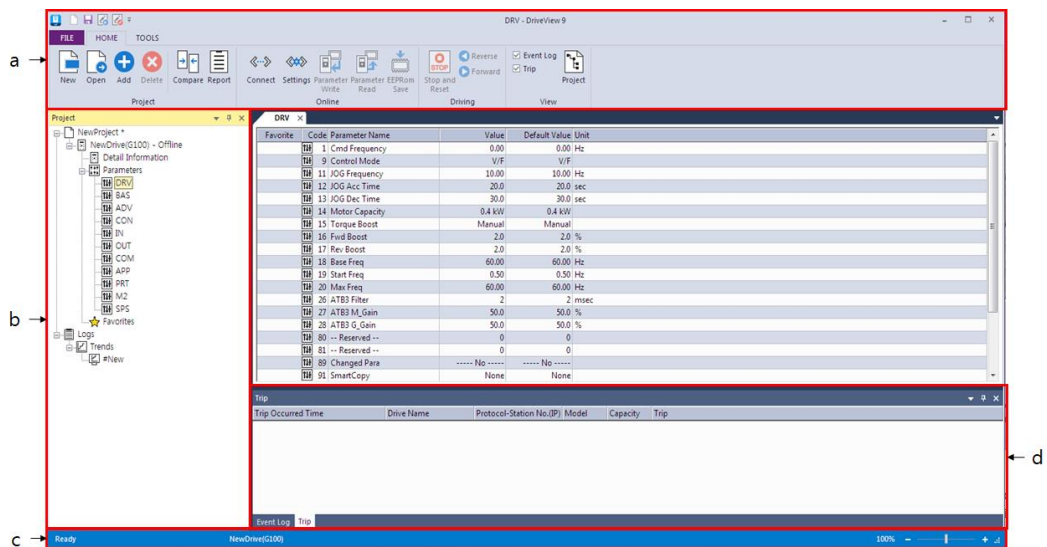 DRV - DriveView 9
FILE HOME TOOLS
a
New Open Add Delete Compare Report Connect Settings Parameter Write Parameter Read EEPRom Save Stop and Reset Reverse Forward Event Log Trip Project
Project Online Driving View
Project
NewProject *
NewDrive(G100) - Offline
Detail Information
Parameters
DRV
BAS
ADV
CON
IN
OUT
COM
APP
PRT
M2
SPS
Favorites
Logs
Trends
#New
b
DRV
Favorite Code Parameter Name Value Default Value Unit
1 Cmd Frequency 0.00 0.00 Hz
9 Control Mode V/F V/F
11 JOG Frequency 10.00 10.00 Hz
12 JOG Acc Time 20.0 20.0 sec
13 JOG Dec Time 30.0 30.0 sec
14 Motor Capacity 0.4 kW 0.4 kW
15 Torque Boost Manual Manual
16 Fwd Boost 2.0 2.0 %
17 Rev Boost 2.0 2.0 %
18 Base Freq 60.00 60.00 Hz
19 Start Freq 0.50 0.50 Hz
20 Max Freq 60.00 60.00 Hz
26 ATB3 Filter 2 2 msec
27 ATB3 M_Gain 50.0 50.0 %
28 ATB3 G_Gain 50.0 50.0 %
80 -- Reserved -- 0 0
81 -- Reserved -- 0 0
89 Changed Para ----- No ----- ----- No -----
91 SmartCopy None None
Trip
Trip Occurred Time Drive Name Protocol-Station No.(IP) Model Capacity Trip
d
Event Log Trip
c
Ready NewDrive(G100) 100%